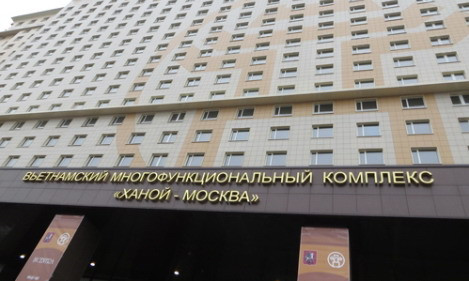 ВЬЕТНАМСКИЙ МНОГОФУНКЦИОНАЛЬНЫЙ КОМПЛЕКС
«ХАНОЙ - МОСКВА»